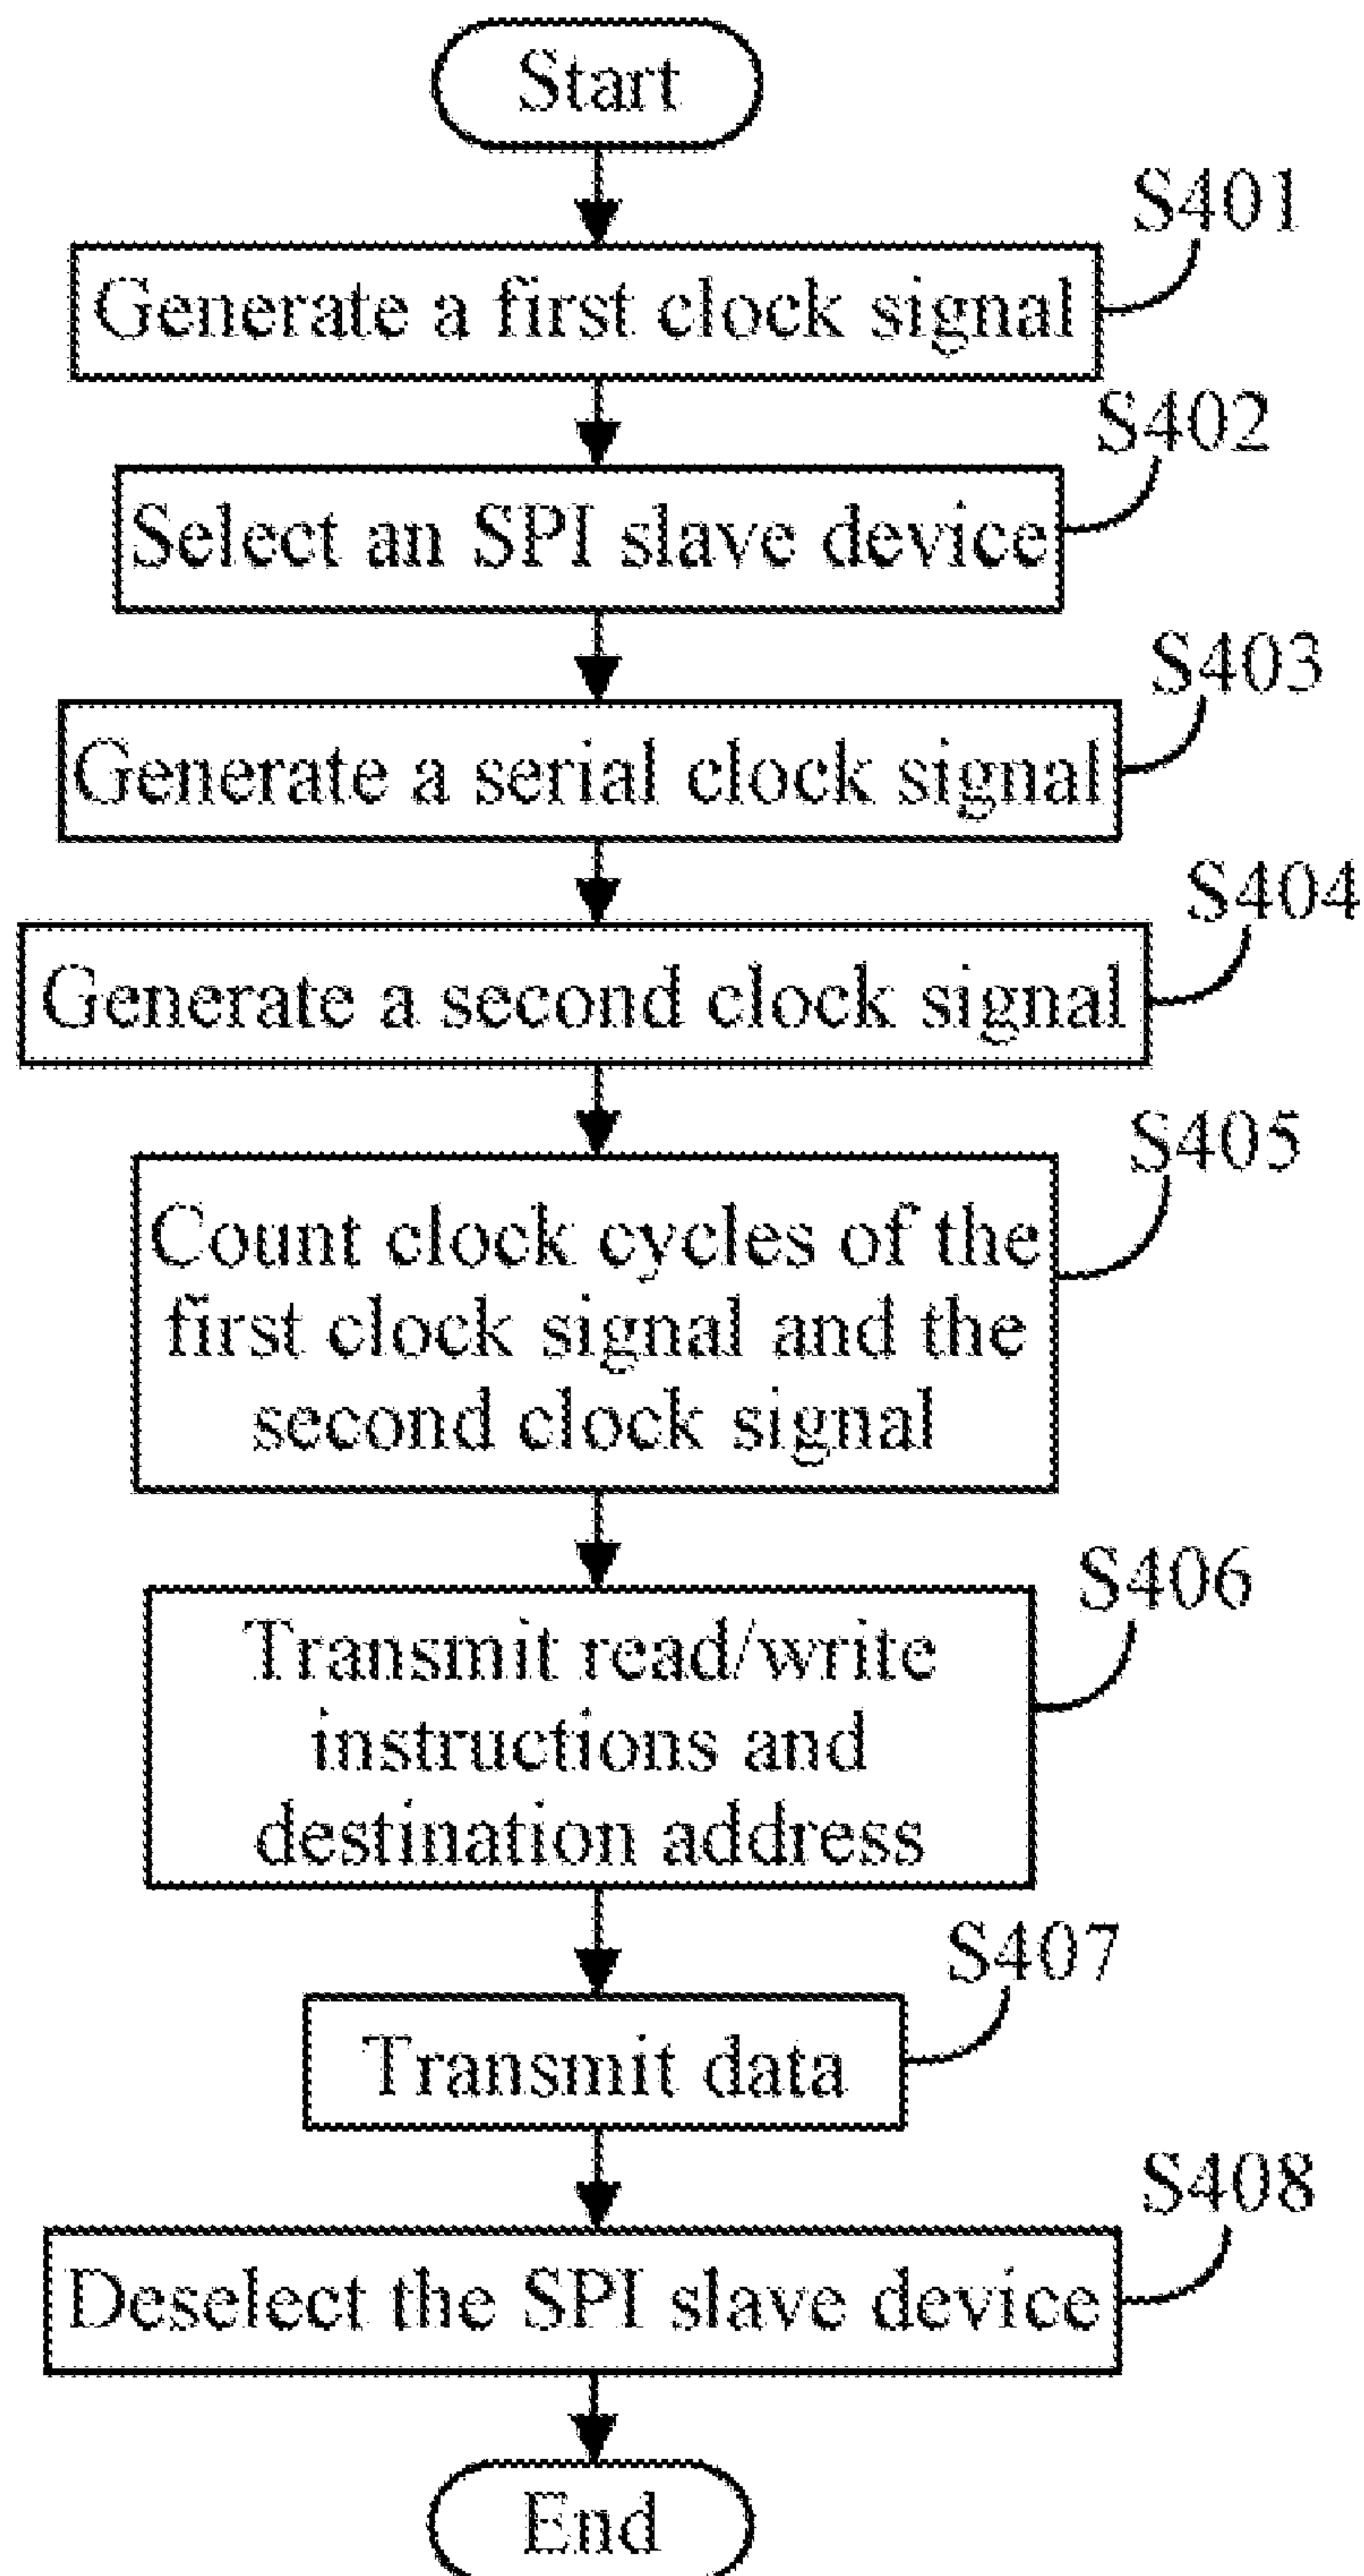 Start
S401
Generate a first clock signal
S402
Select an SPI slave device
S403
Generate a serial clock signal
S404
Generate a second clock signal
S405
Count clock cycles of the
first clock signal and the
second clock signal
S406
Transmit read/write
instructions and
destination address
S407
Transmit data
S408
Deselect the SPI slave device
End